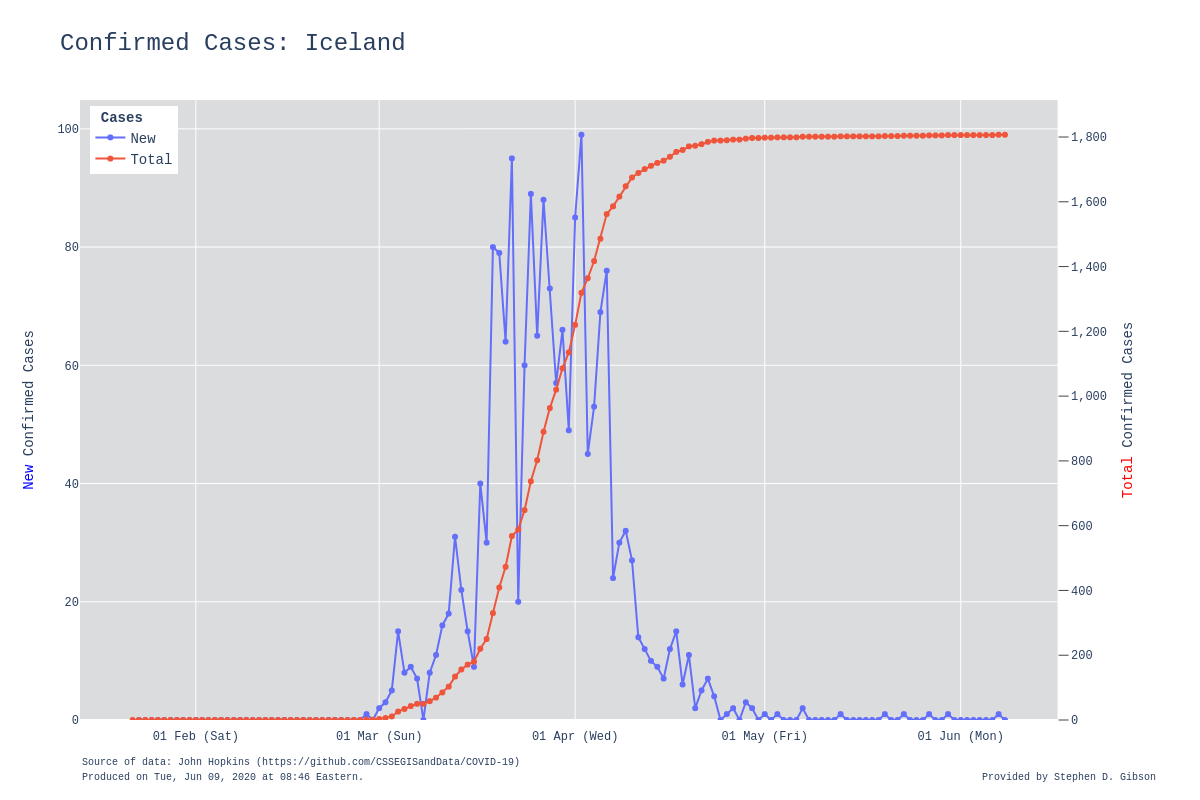 Confirmed Cases: Iceland
Cases
New
Total
100
80
60
40
20
0
1,800
1,600
1,400
1,200
1,000
800
600
400
200
0
New Confirmed Cases
Total Confirmed Cases
01 Feb (Sat)
01 Mar (Sun)
01 Apr (Wed)
01 May (Fri)
01 Jun (Mon)
Source of data: John Hopkins (https://github.com/CSSEGISandData/COVID-19)
Produced on Tue, Jun 09, 2020 at 08:46 Eastern.
Provided by Stephen D. Gibson